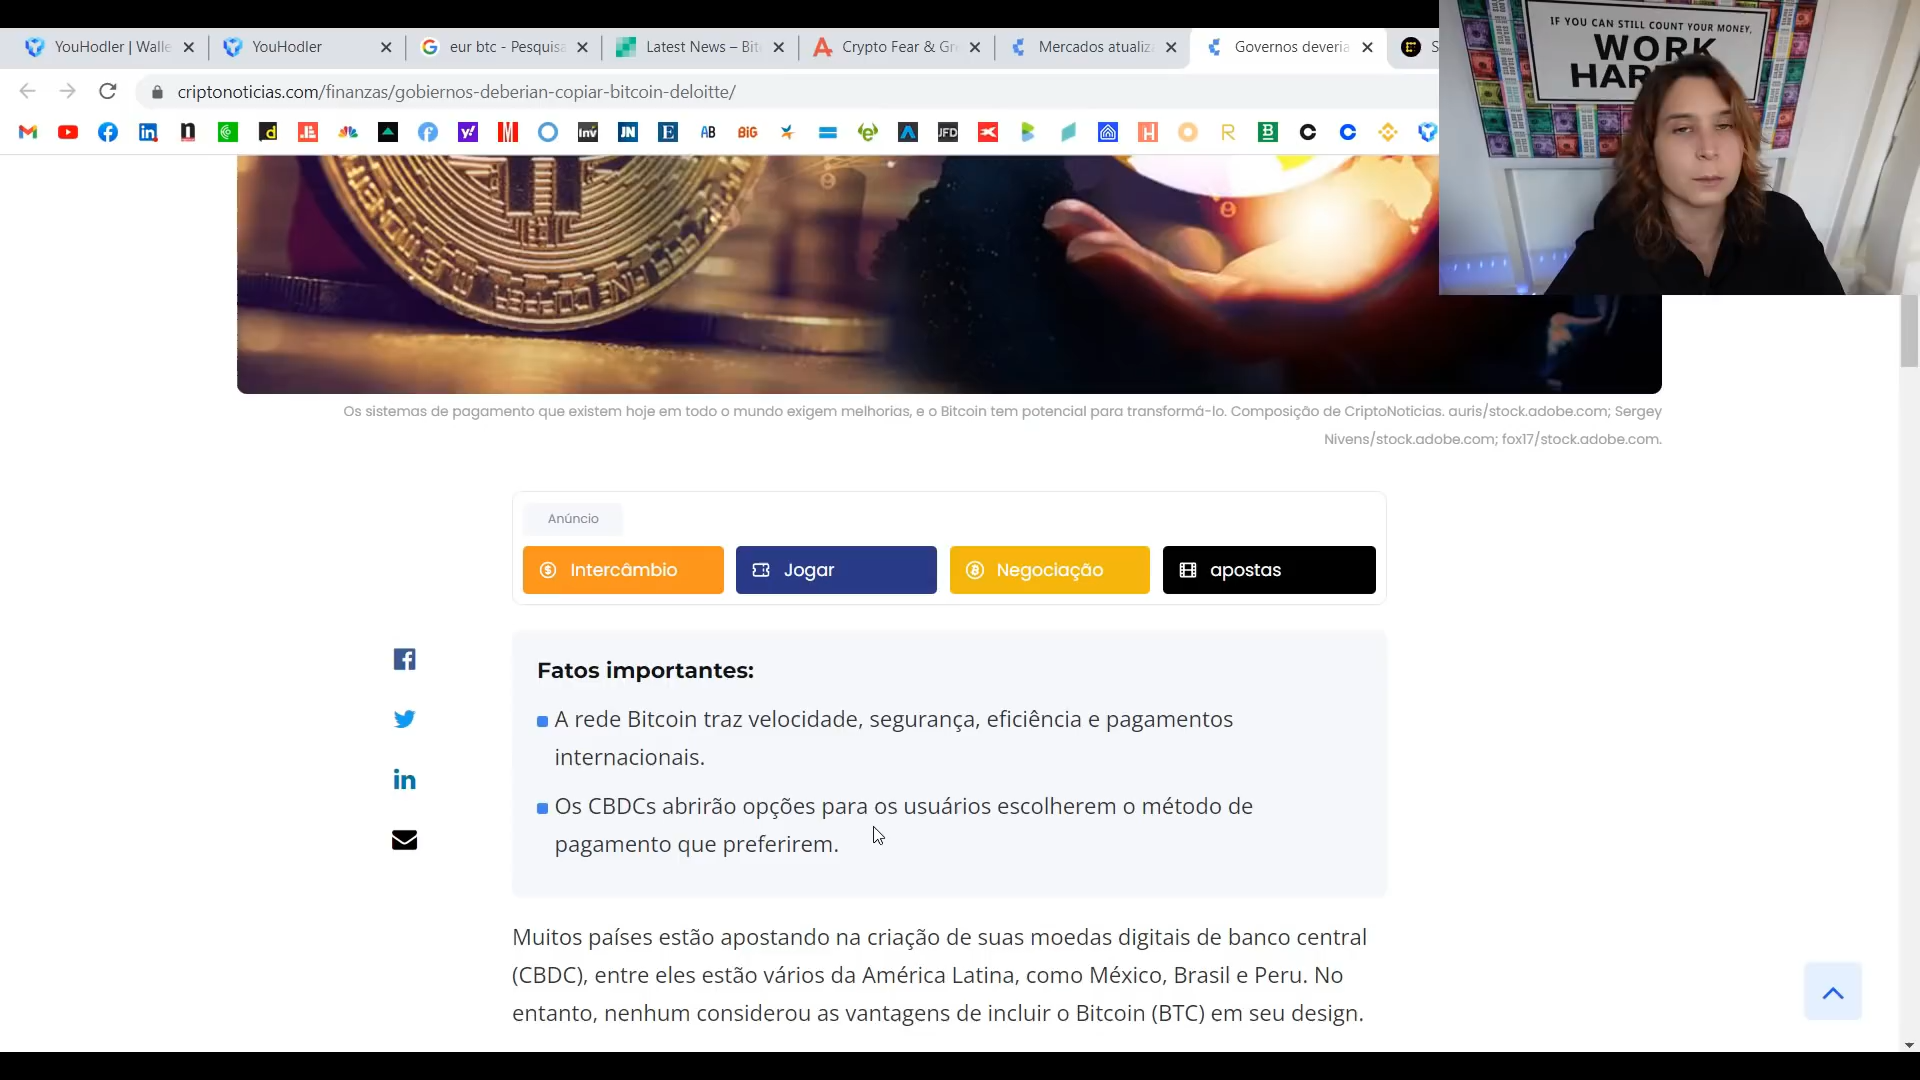 YouHodler | Walle
YouHodler
eur btc - Pesquisa
Latest News – Bit
Crypto Fear & Gr
Mercados atualiza
Governos deveria
S
criptonoticias.com/finanzas/gobiernos-deberian-copiar-bitcoin-deloitte/
IF YOU CAN STILL COUNT YOUR MONEY,
WORK
HAR
Os sistemas de pagamento que existem hoje em todo o mundo exigem melhorias, e o Bitcoin tem potencial para transformá-lo. Composição de CriptoNoticias. auris/stock.adobe.com; Sergey
Nivens/stock.adobe.com; fox17/stock.adobe.com.
Anúncio
Intercâmbio
Jogar
Negociação
apostas
Fatos importantes:
A rede Bitcoin traz velocidade, segurança, eficiência e pagamentos
internacionais.
Os CBDCs abrirão opções para os usuários escolherem o método de
pagamento que preferirem.
Muitos países estão apostando na criação de suas moedas digitais de banco central
(CBDC), entre eles estão vários da América Latina, como México, Brasil e Peru. No
entanto, nenhum considerou as vantagens de incluir o Bitcoin (BTC) em seu design.